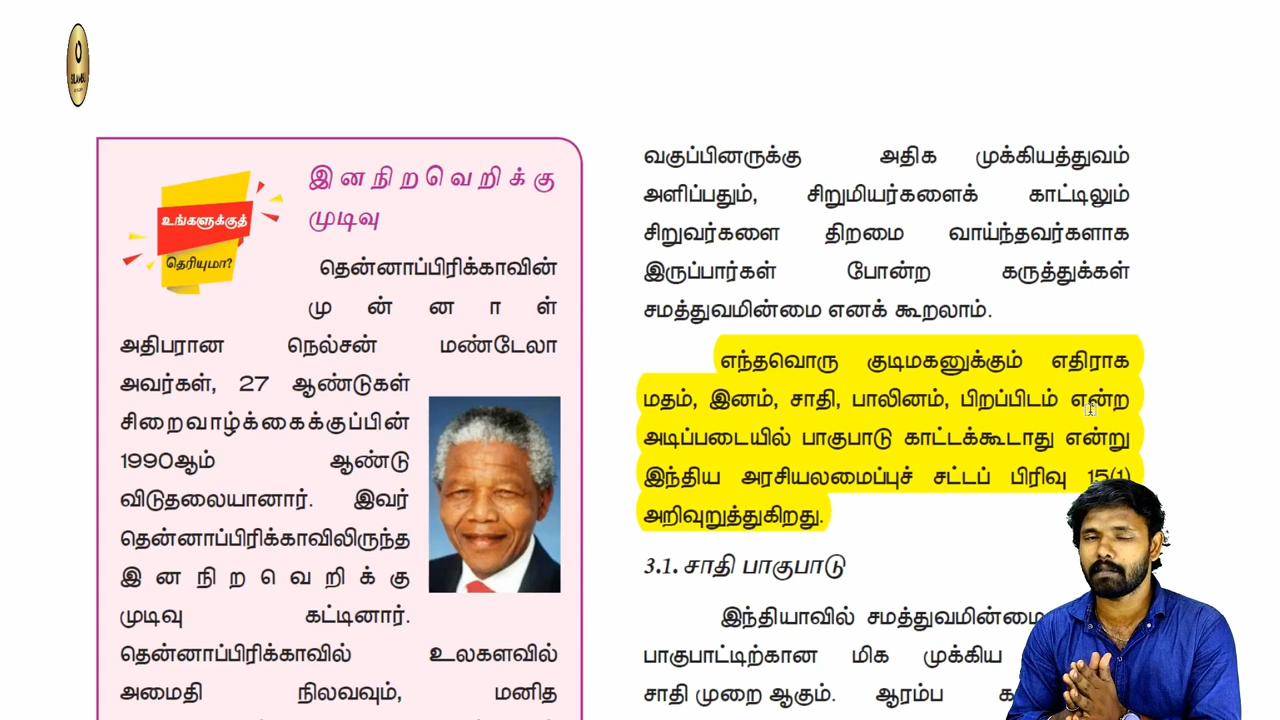 உங்களுக்குத்
தெரியுமா?
இனநிறவெறிக்கு
முடிவு
தென்னாப்பிரிக்காவின்
முன்னாள்
அதிபரான நெல்சன் மண்டேலா
அவர்கள், 27 ஆண்டுகள்
சிறைவாழ்க்கைக்குப்பின்
1990ஆம் ஆண்டு
விடுதலையானார். இவர்
தென்னாப்பிரிக்காவிலிருந்த
இனநிறவெறிக்கு
முடிவு கட்டினார்.
தென்னாப்பிரிக்காவில் உலகளவில்
அமைதி நிலவவும், மனித
வகுப்பினருக்கு அதிக முக்கியத்துவம்
அளிப்பதும், சிறுமியர்களைக் காட்டிலும்
சிறுவர்களை திறமை வாய்ந்தவர்களாக
இருப்பார்கள் போன்ற கருத்துக்கள்
சமத்துவமின்மை எனக் கூறலாம்.
எந்தவொரு குடிமகனுக்கும் எதிராக
மதம், இனம், சாதி, பாலினம், பிறப்பிடம் என்ற
அடிப்படையில் பாகுபாடு காட்டக்கூடாது என்று
இந்திய அரசியலமைப்புச் சட்டப் பிரிவு 15(1)
அறிவுறுத்துகிறது.
3.1. சாதி பாகுபாடு
இந்தியாவில் சமத்துவமின்மை
பாகுபாட்டிற்கான மிக முக்கிய
சாதி முறை ஆகும். ஆரம்ப